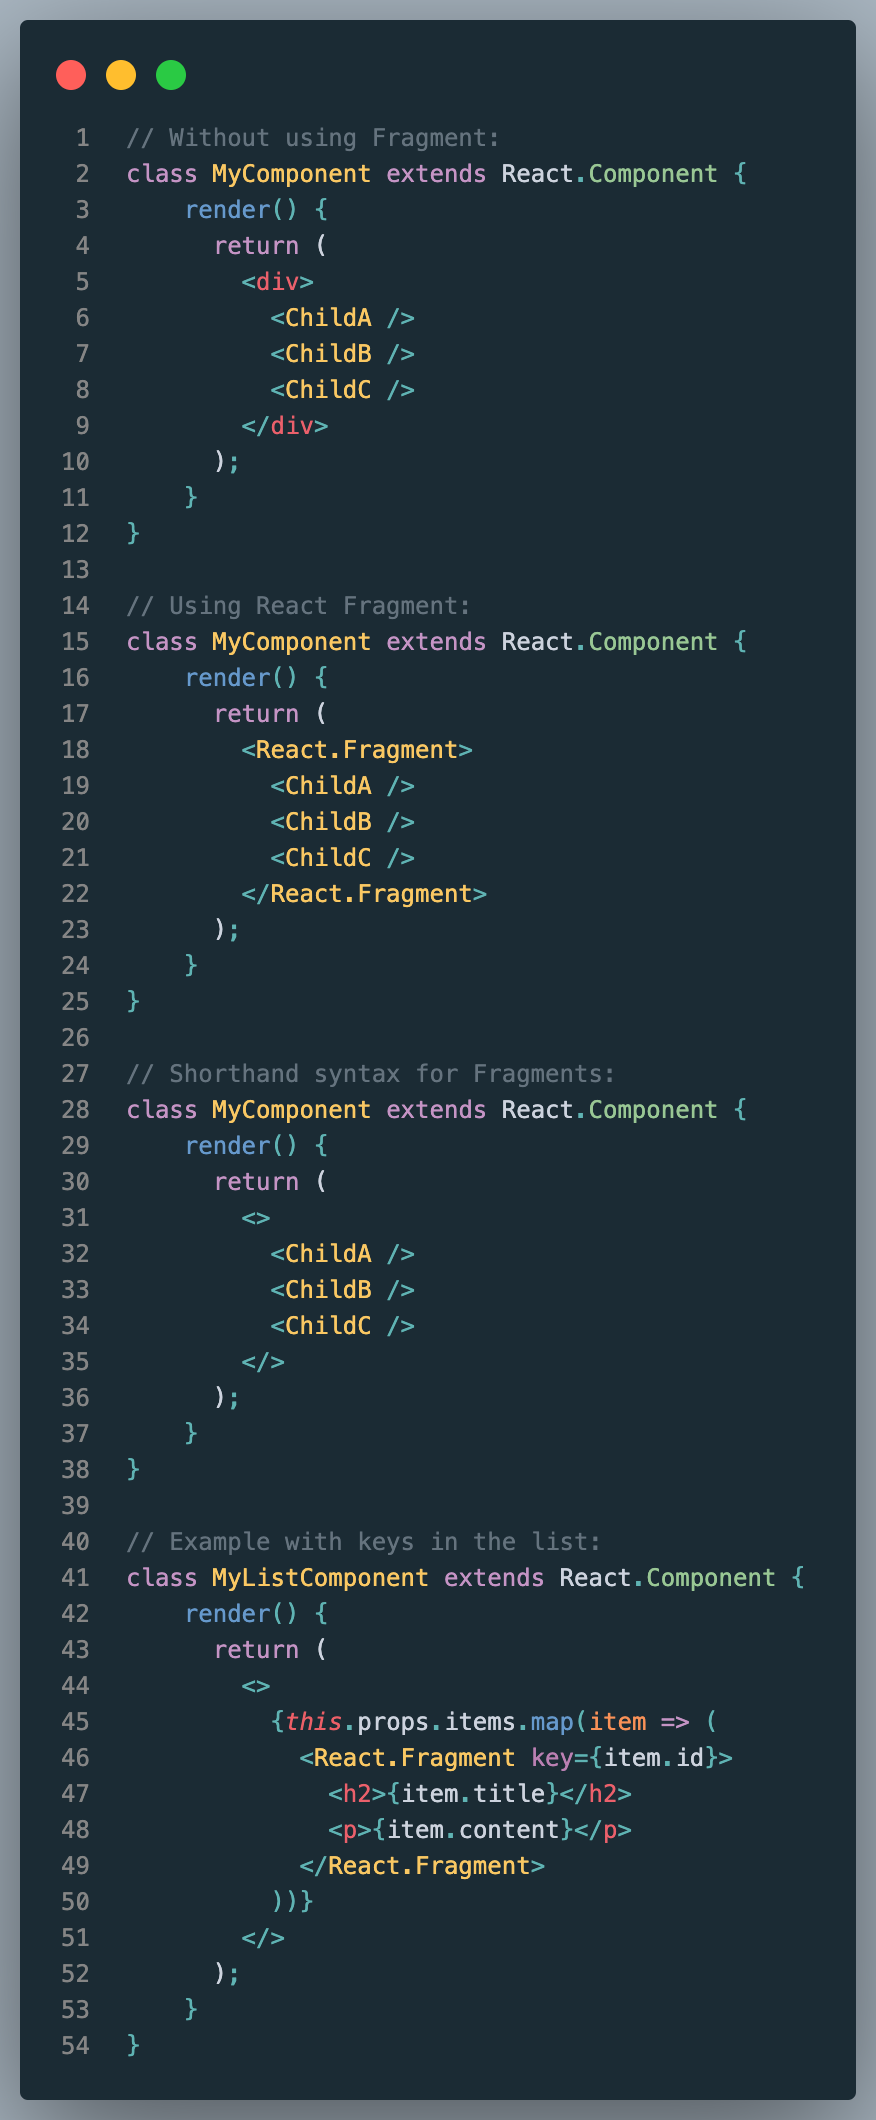 1 // Without using Fragment:
2 class MyComponent extends React.Component {
3     render() {
4       return (
5         <div>
6           <ChildA />
7           <ChildB />
8           <ChildC />
9         </div>
10       );
11     }
12 }
13
14 // Using React Fragment:
15 class MyComponent extends React.Component {
16     render() {
17       return (
18         <React.Fragment>
19           <ChildA />
20           <ChildB />
21           <ChildC />
22         </React.Fragment>
23       );
24     }
25 }
26
27 // Shorthand syntax for Fragments:
28 class MyComponent extends React.Component {
29     render() {
30       return (
31         <>
32           <ChildA />
33           <ChildB />
34           <ChildC />
35         </>
36       );
37     }
38 }
39
40 // Example with keys in the list:
41 class MyListComponent extends React.Component {
42     render() {
43       return (
44         <>
45           {this.props.items.map(item => (
46             <React.Fragment key={item.id}>
47               <h2>{item.title}</h2>
48               <p>{item.content}</p>
49             </React.Fragment>
50           ))}
51         </>
52       );
53     }
54 }